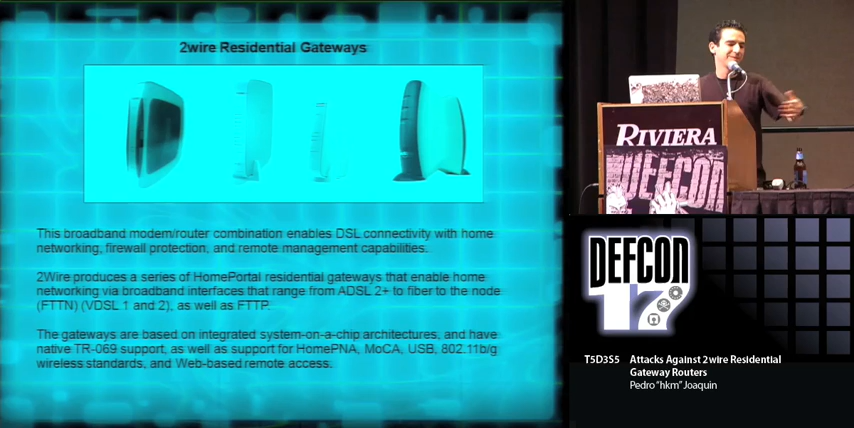 2wire Residential Gateways
This broadband modem/router combination enables DSL connectivity with home
networking, firewall protection, and remote management capabilities.
2Wire produces a series of HomePortal residential gateways that enable home
networking via broadband interfaces that range from ADSL 2+ to fiber to the node
(FTTN) (VDSL 1 and 2), as well as FTTP.
The gateways are based on integrated system-on-a-chip architectures, and have
native TR-069 support, as well as support for HomePNA, MoCA, USB, 802.11b/g
wireless standards, and Web-based remote access.
RIVIERA
DEFCON
DEFCON
17
T5D3S5 Attacks Against 2wire Residential
Gateway Routers
Pedro "hkm" Joaquin